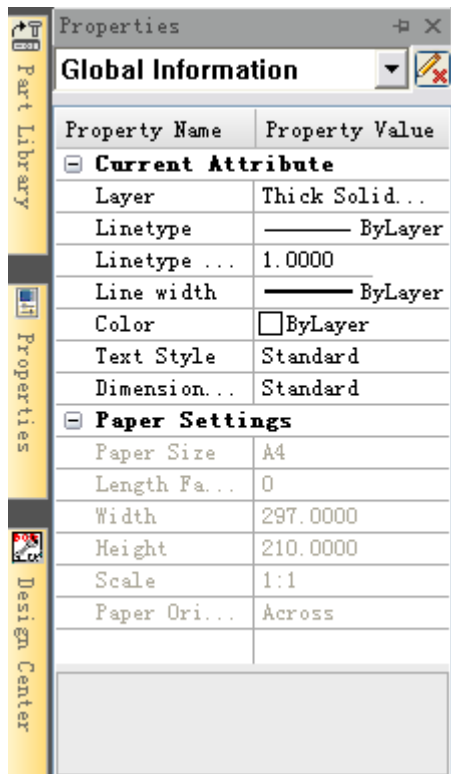 Properties
Global Information
Property Name Property Value
Current Attribute
Layer Thick Solid...
Linetype ByLayer
Linetype ... 1.0000
Line width ByLayer
Color ByLayer
Text Style Standard
Dimension... Standard
Paper Settings
Paper Size A4
Length Fa... 0
Width 297.0000
Height 210.0000
Scale 1:1
Paper Ori... Across
Part Library
Properties
Design Center